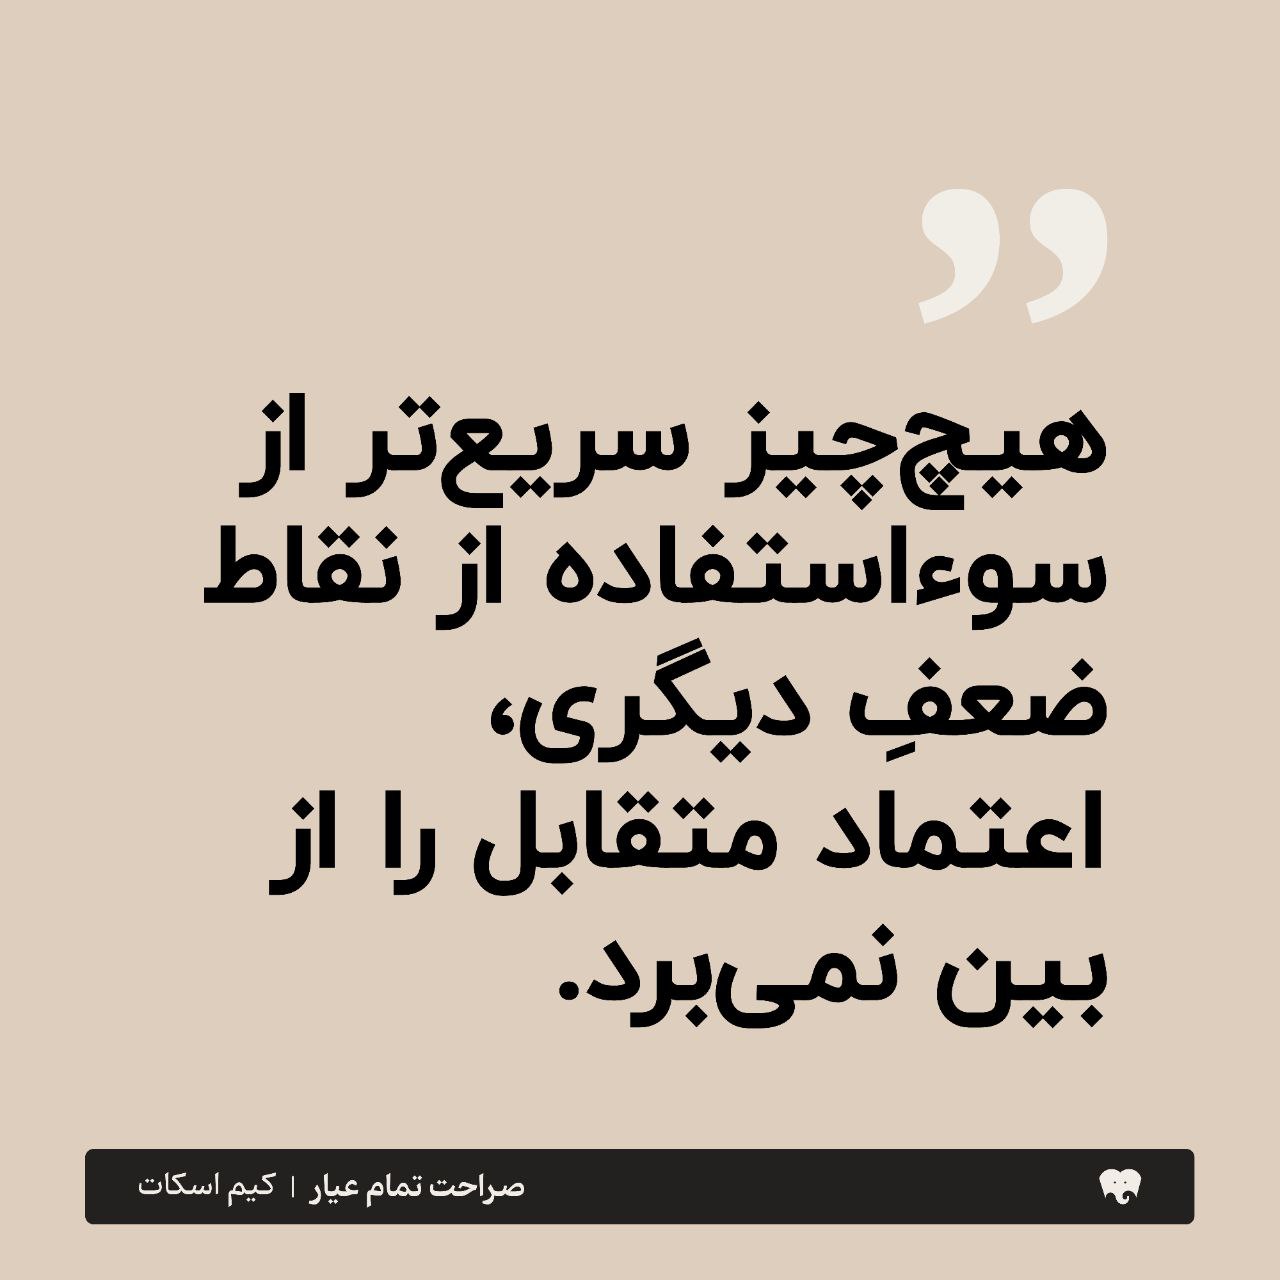 هیچ‌چیز سریع‌تر از
سوءاستفاده از نقاط
ضعفِ دیگری،
اعتماد متقابل را از
بین نمی‌برد.
صراحت تمام عیار | کیم اسکات